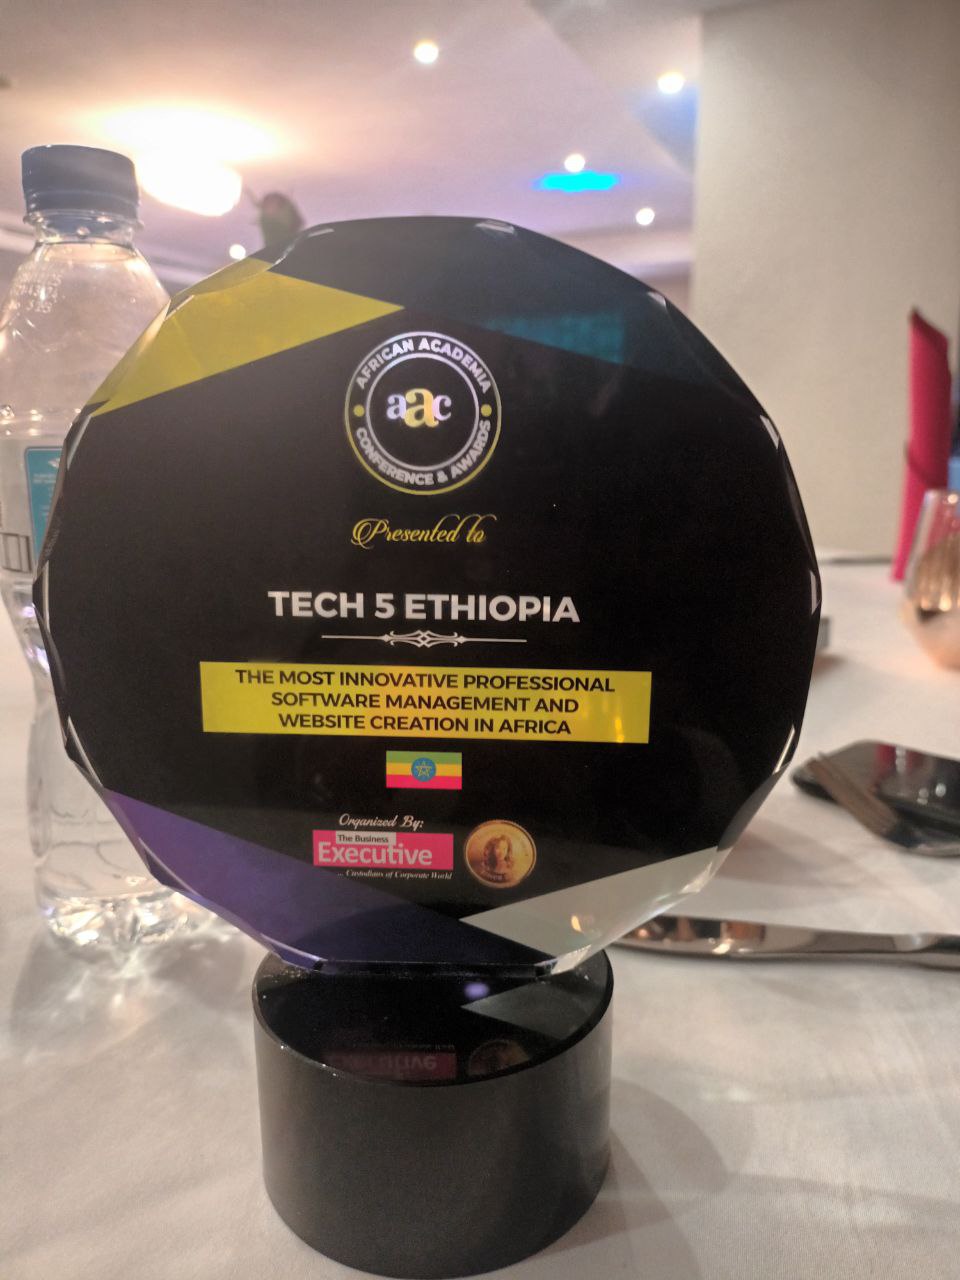 AFRICAN ACADEMIA
aac
CONFERENCE & AWARDS
Presented to
TECH 5 ETHIOPIA
THE MOST INNOVATIVE PROFESSIONAL
SOFTWARE MANAGEMENT AND
WEBSITE CREATION IN AFRICA
Organized By:
The Business
Executive
... Custodians of Corporate World